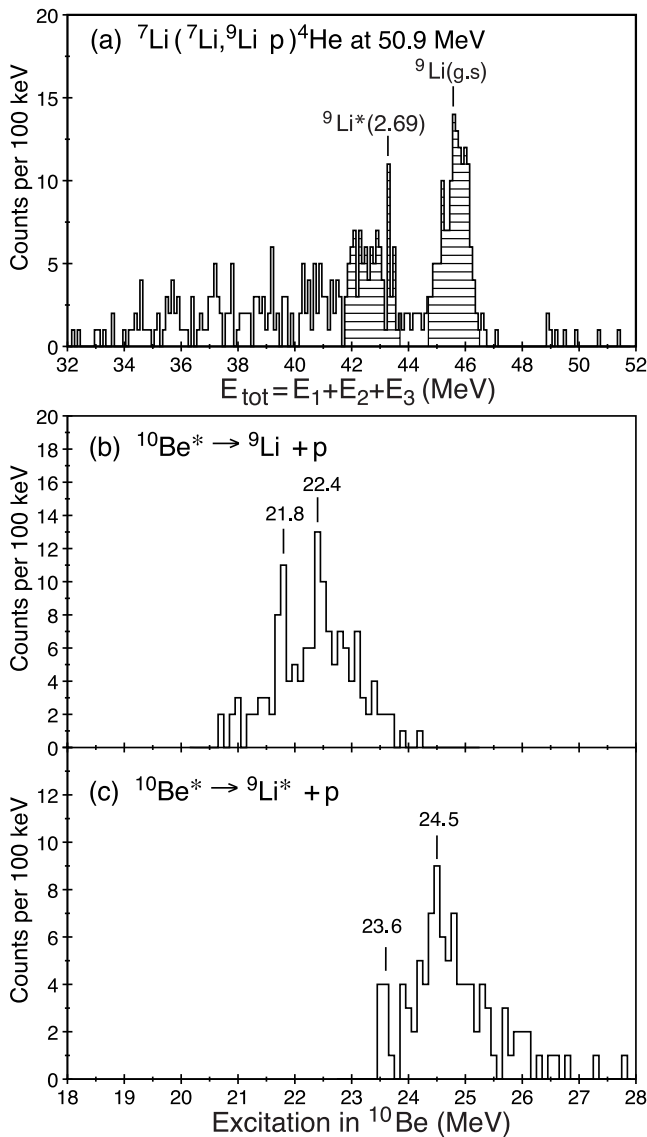 (a) ⁷Li(⁷Li,⁹Li p)⁴He at 50.9 MeV
⁹Li(g.s)
⁹Li*(2.69)
Counts per 100 keV
20
15
10
5
0
32 34 36 38 40 42 44 46 48 50 52
E_tot=E₁+E₂+E₃ (MeV)
(b) ¹⁰Be* → ⁹Li + p
22.4
21.8
Counts per 100 keV
20
18
16
14
12
10
8
6
4
2
0
(c) ¹⁰Be* → ⁹Li* + p
24.5
23.6
Counts per 100 keV
12
10
8
6
4
2
0
18 19 20 21 22 23 24 25 26 27 28
Excitation in ¹⁰Be (MeV)